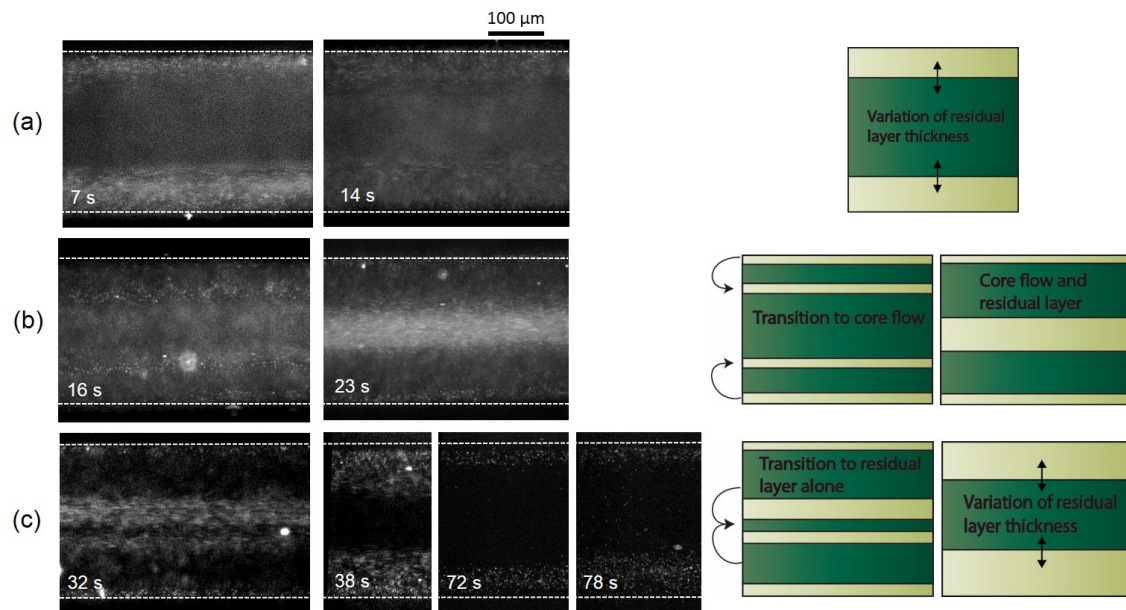 100 μm
(a)
7 s
14 s
Variation of residual
layer thickness
(b)
16 s
23 s
Transition to core flow
Core flow and
residual layer
(c)
32 s
38 s
72 s
78 s
Transition to residual
layer alone
Variation of residual
layer thickness